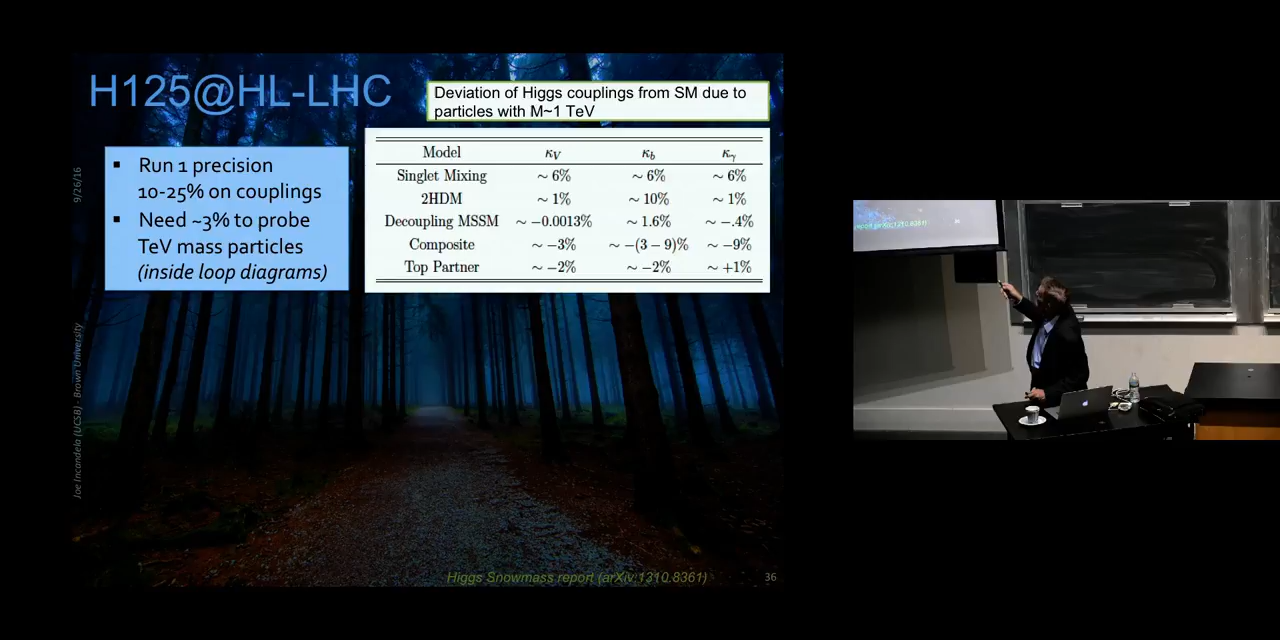 H125@HL-LHC
Deviation of Higgs couplings from SM due to
particles with M~1 TeV
9/26/16
▪ Run 1 precision
10-25% on couplings
▪ Need ~3% to probe
TeV mass particles
(inside loop diagrams)
Model κ_V κ_b κ_γ
Singlet Mixing ∼ 6% ∼ 6% ∼ 6%
2HDM ∼ 1% ∼ 10% ∼ 1%
Decoupling MSSM ∼ −0.0013% ∼ 1.6% ∼ −.4%
Composite ∼ −3% ∼ −(3 − 9)% ∼ −9%
Top Partner ∼ −2% ∼ −2% ∼ +1%
Joe Incandela (UCSB) - Brown University
Higgs Snowmass report (arXiv:1310.8361)
36